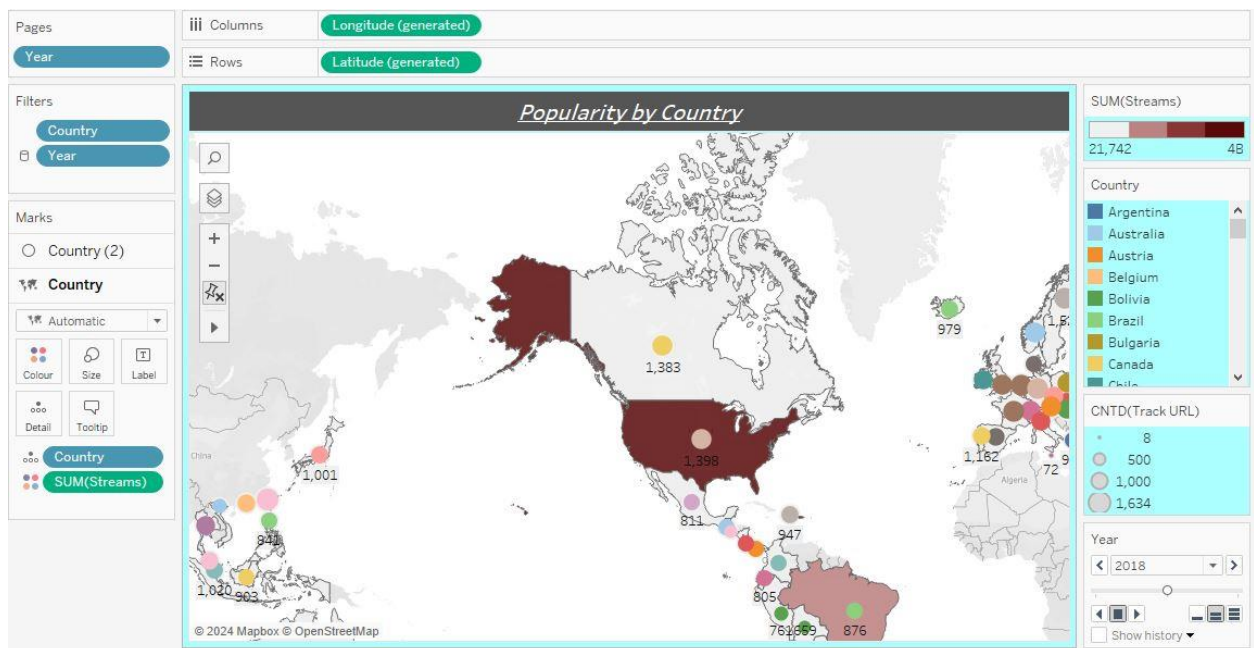 Pages
Year
Columns
Longitude (generated)
Rows
Latitude (generated)
Filters
Country
Year
Marks
Country (2)
Country
Automatic
Colour
Size
Label
Detail
Tooltip
Country
SUM(Streams)
Popularity by Country
1,383
979
China
1,001
1,398
1,162
72
Algeria
811
947
841
1,020
903
805
761
659
876
© 2024 Mapbox © OpenStreetMap
SUM(Streams)
21,742
4B
Country
Argentina
Australia
Austria
Belgium
Bolivia
Brazil
Bulgaria
Canada
Chile
CNTD(Track URL)
8
500
1,000
1,634
Year
2018
Show history